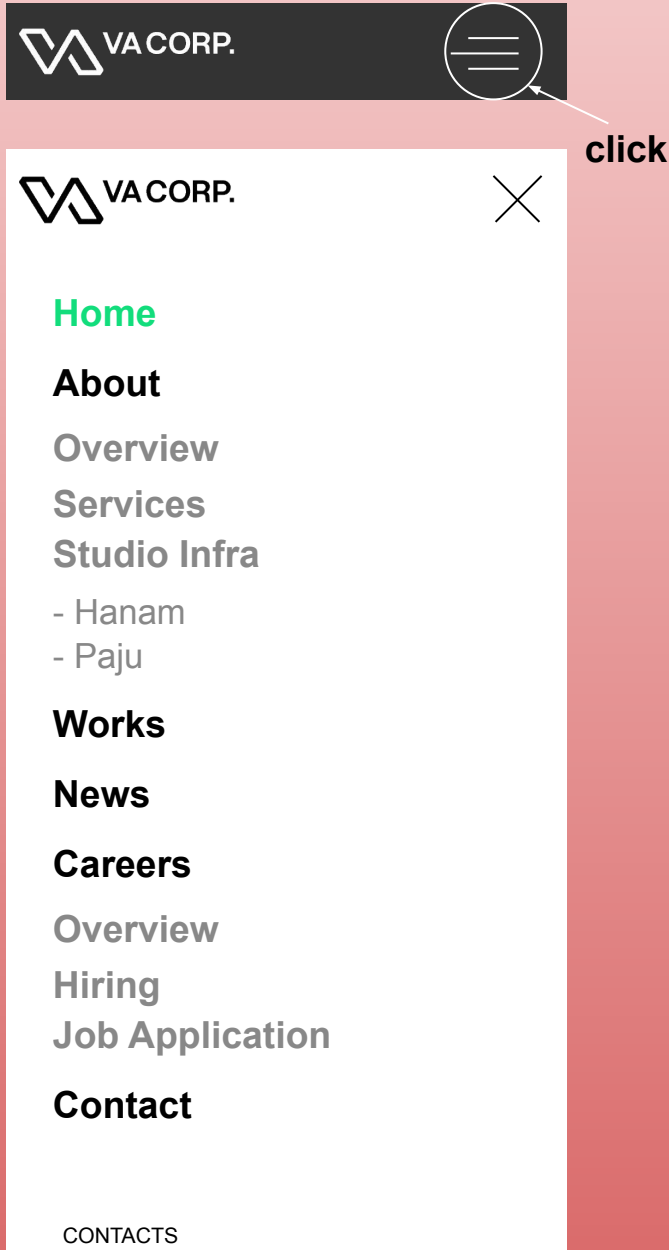 VA CORP.
click
VA CORP.
Home
About
Overview
Services
Studio Infra
- Hanam
- Paju
Works
News
Careers
Overview
Hiring
Job Application
Contact
CONTACTS